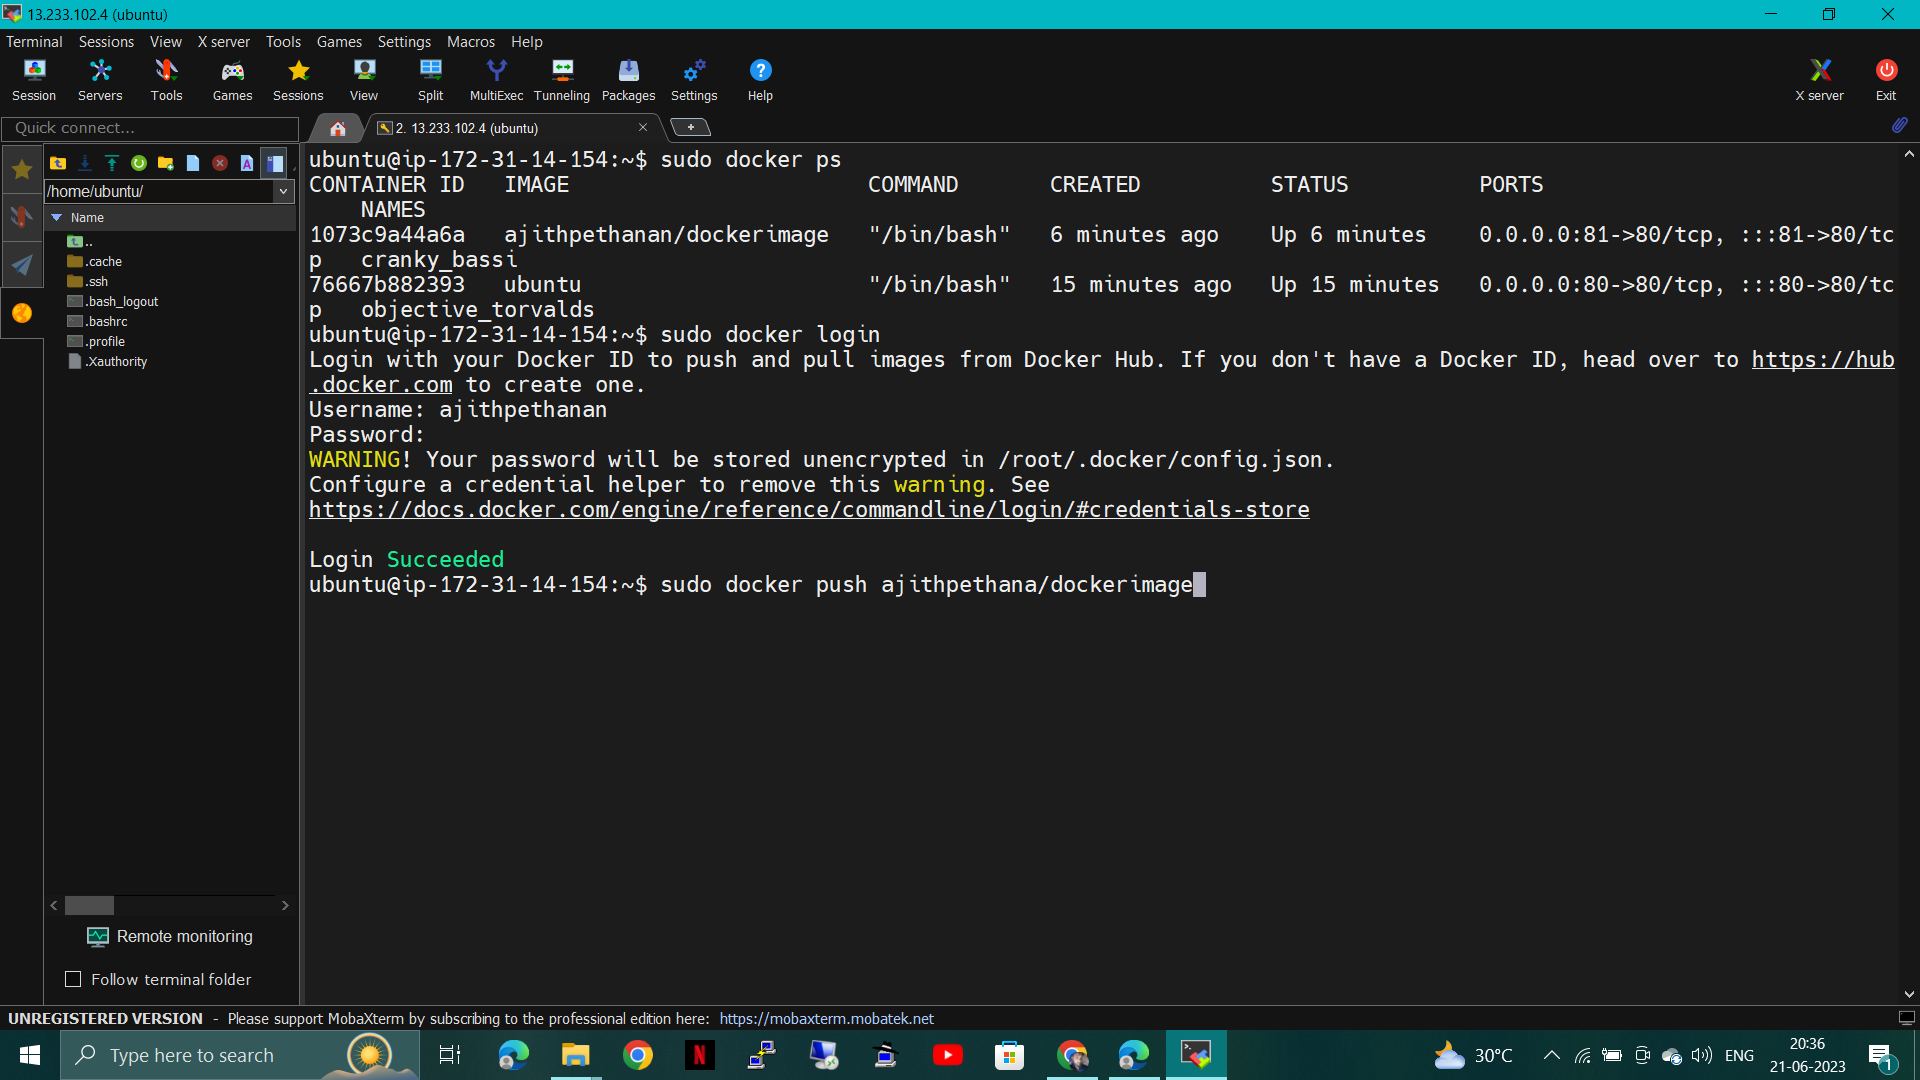 13.233.102.4 (ubuntu)
Terminal Sessions View X server Tools Games Settings Macros Help
Session Servers Tools Games Sessions View Split MultiExec Tunneling Packages Settings Help X server Exit
Quick connect...
2. 13.233.102.4 (ubuntu)
/home/ubuntu/
Name
..
.cache
.ssh
.bash_logout
.bashrc
.profile
.Xauthority
Remote monitoring
Follow terminal folder
ubuntu@ip-172-31-14-154:~$ sudo docker ps
CONTAINER ID   IMAGE                       COMMAND       CREATED          STATUS          PORTS
    NAMES
1073c9a44a6a   ajithpethanan/dockerimage   "/bin/bash"   6 minutes ago    Up 6 minutes    0.0.0.0:81->80/tcp, :::81->80/tc
p   cranky_bassi
76667b882393   ubuntu                      "/bin/bash"   15 minutes ago   Up 15 minutes   0.0.0.0:80->80/tcp, :::80->80/tc
p   objective_torvalds
ubuntu@ip-172-31-14-154:~$ sudo docker login
Login with your Docker ID to push and pull images from Docker Hub. If you don't have a Docker ID, head over to https://hub
.docker.com to create one.
Username: ajithpethanan
Password:
WARNING! Your password will be stored unencrypted in /root/.docker/config.json.
Configure a credential helper to remove this warning. See
https://docs.docker.com/engine/reference/commandline/login/#credentials-store
Login Succeeded
ubuntu@ip-172-31-14-154:~$ sudo docker push ajithpethana/dockerimage
UNREGISTERED VERSION - Please support MobaXterm by subscribing to the professional edition here: https://mobaxterm.mobatek.net
Type here to search
30°C
ENG
20:36
21-06-2023
1